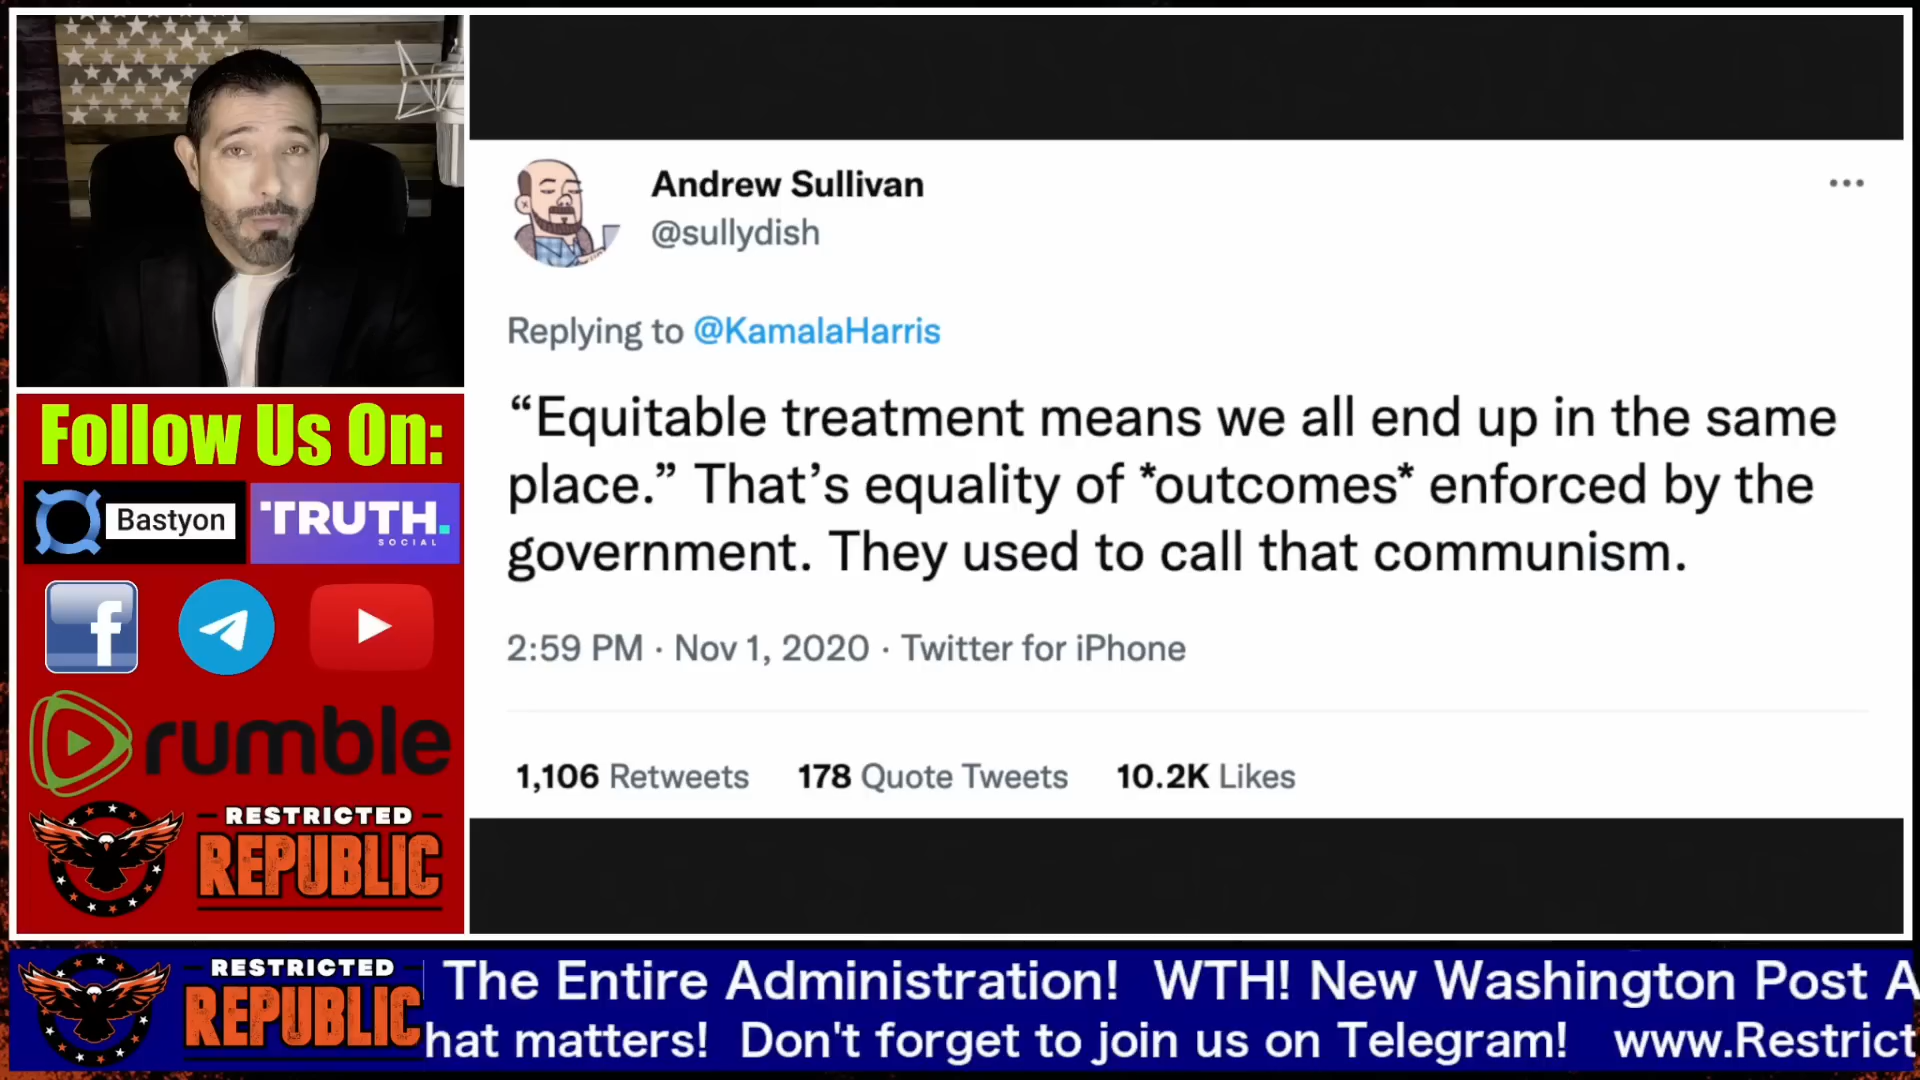 Andrew Sullivan
@sullydish
Replying to @KamalaHarris
“Equitable treatment means we all end up in the same
place.” That’s equality of *outcomes* enforced by the
government. They used to call that communism.
2:59 PM · Nov 1, 2020 · Twitter for iPhone
1,106 Retweets 178 Quote Tweets 10.2K Likes
Follow Us On:
Bastyon
TRUTH.
SOCIAL
f
rumble
RESTRICTED
REPUBLIC
RESTRICTED
REPUBLIC
The Entire Administration! WTH! New Washington Post A
hat matters! Don't forget to join us on Telegram! www.Restrict